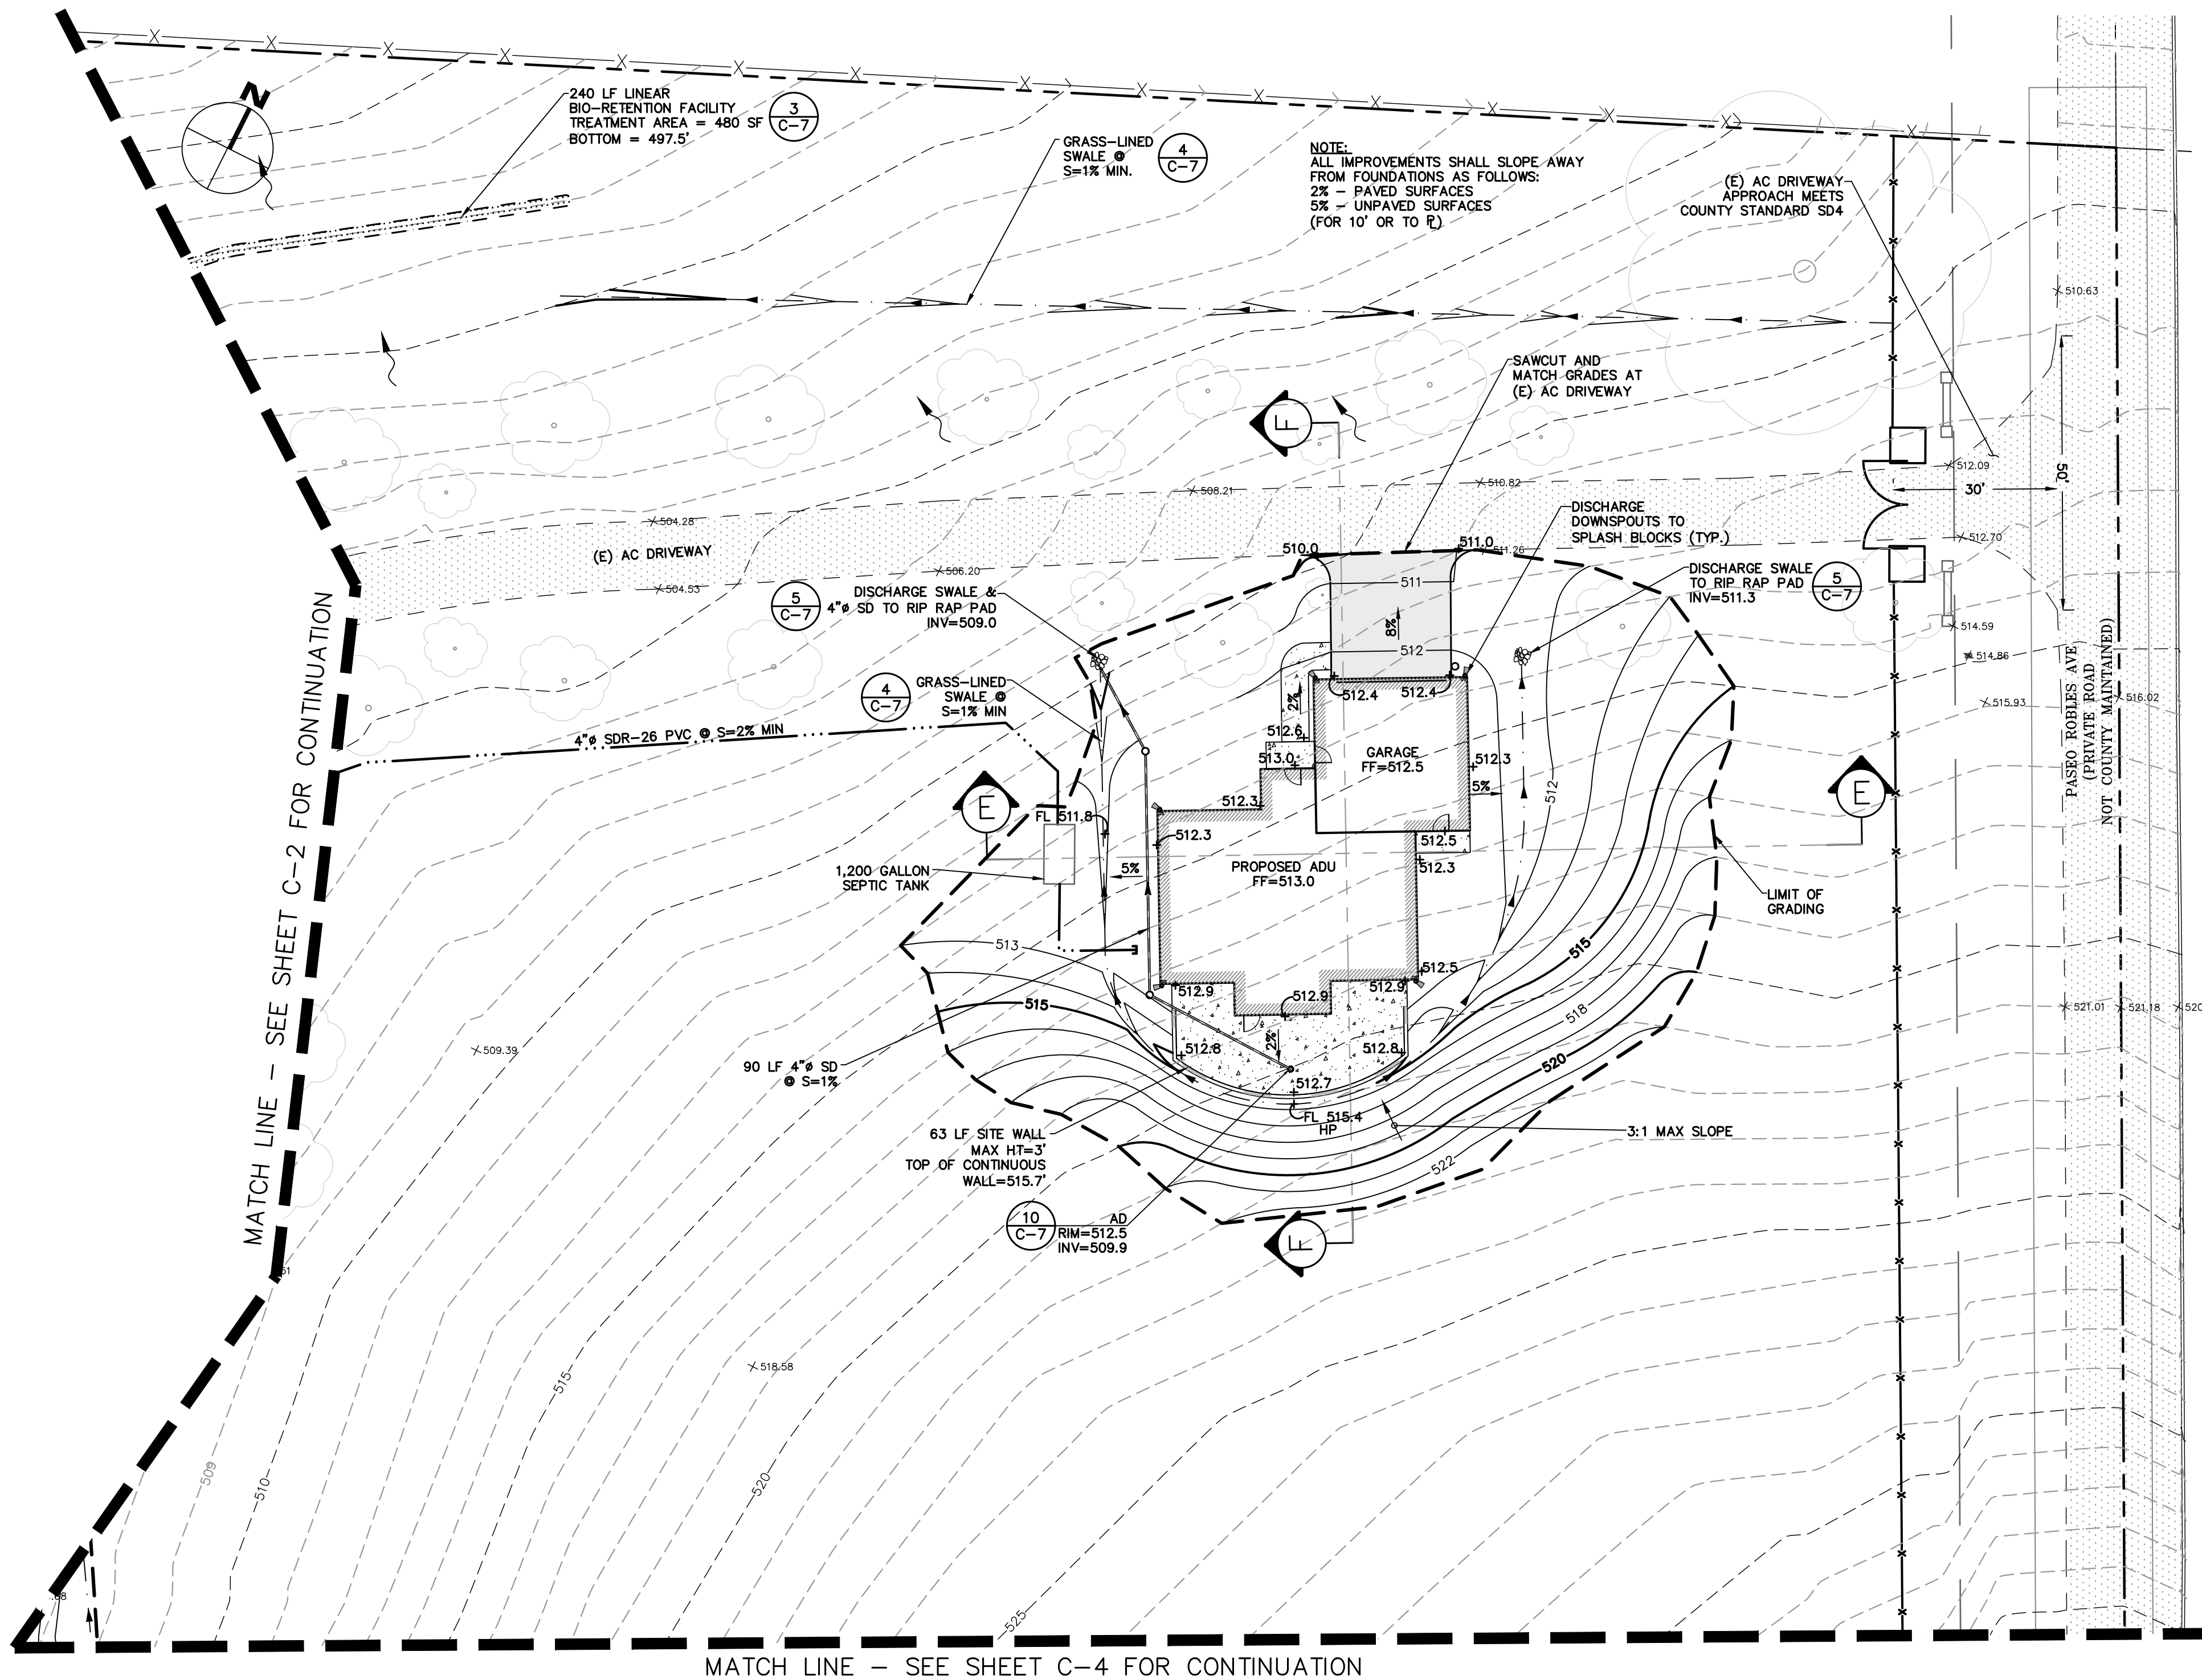 N
240 LF LINEAR
BIO-RETENTION FACILITY
TREATMENT AREA = 480 SF
BOTTOM = 497.5'
3
C-7
GRASS-LINED
SWALE @
S=1% MIN.
4
C-7
NOTE:
ALL IMPROVEMENTS SHALL SLOPE AWAY
FROM FOUNDATIONS AS FOLLOWS:
2% - PAVED SURFACES
5% - UNPAVED SURFACES
(FOR 10' OR TO PL)
(E) AC DRIVEWAY
APPROACH MEETS
COUNTY STANDARD SD4
510.63
SAWCUT AND
MATCH GRADES AT
(E) AC DRIVEWAY
F
512.09
50'
30'
508.21
510.82
504.28
(E) AC DRIVEWAY
DISCHARGE
DOWNSPOUTS TO
SPLASH BLOCKS (TYP.)
512.70
510.0
511.0
511.26
506.20
504.53
511
5
C-7
DISCHARGE SWALE &
4"ø SD TO RIP RAP PAD
INV=509.0
DISCHARGE SWALE
TO RIP RAP PAD
INV=511.3
5
C-7
8%
514.59
512
514.86
4
C-7
GRASS-LINED
SWALE @
S=1% MIN
2%
512.4
512.4
515.93
516.02
PASEO ROBLES AVE
(PRIVATE ROAD
NOT COUNTY MAINTAINED)
4"ø SDR-26 PVC @ S=2% MIN
512.6
513.0
GARAGE
FF=512.5
512.3
5%
512
E
E
512.3
FL 511.8
512.3
512.5
512.3
1,200 GALLON
SEPTIC TANK
5%
PROPOSED ADU
FF=513.0
LIMIT OF
GRADING
MATCH LINE - SEE SHEET C-2 FOR CONTINUATION
513
515
512.5
512.9
512.9
512.9
515
518
521.01
521.18
520
509.39
90 LF 4"ø SD
@ S=1%
512.8
2%
512.8
520
512.7
FL 515.4
HP
63 LF SITE WALL
MAX HT=3'
TOP OF CONTINUOUS
WALL=515.7'
3:1 MAX SLOPE
522
10
C-7
AD
RIM=512.5
INV=509.9
F
51
518.58
515
509
510
520
525
.68
MATCH LINE - SEE SHEET C-4 FOR CONTINUATION